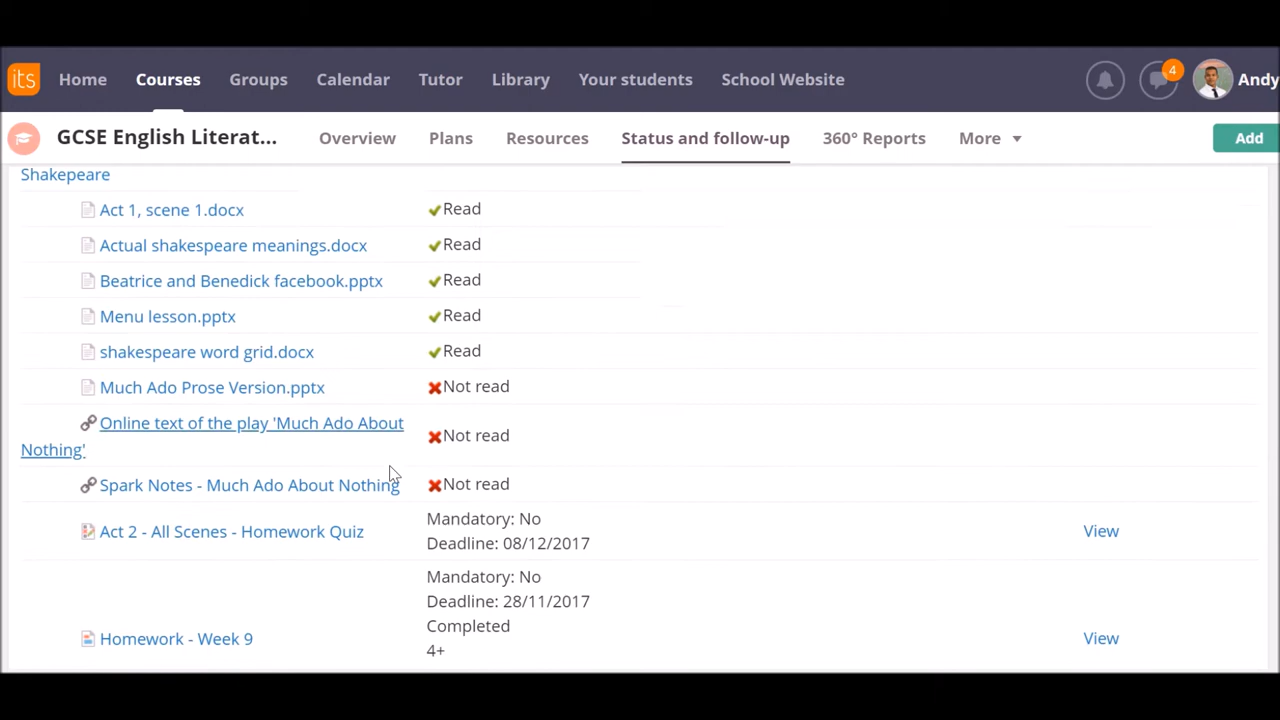 its Home Courses Groups Calendar Tutor Library Your students School Website 4 Andy
GCSE English Literat... Overview Plans Resources Status and follow-up 360° Reports More Add
Shakepeare
Act 1, scene 1.docx Read
Actual shakespeare meanings.docx Read
Beatrice and Benedick facebook.pptx Read
Menu lesson.pptx Read
shakespeare word grid.docx Read
Much Ado Prose Version.pptx Not read
Online text of the play 'Much Ado About
Nothing' Not read
Spark Notes - Much Ado About Nothing Not read
Act 2 - All Scenes - Homework Quiz Mandatory: No
Deadline: 08/12/2017 View
Mandatory: No
Deadline: 28/11/2017
Completed
Homework - Week 9 View
4+